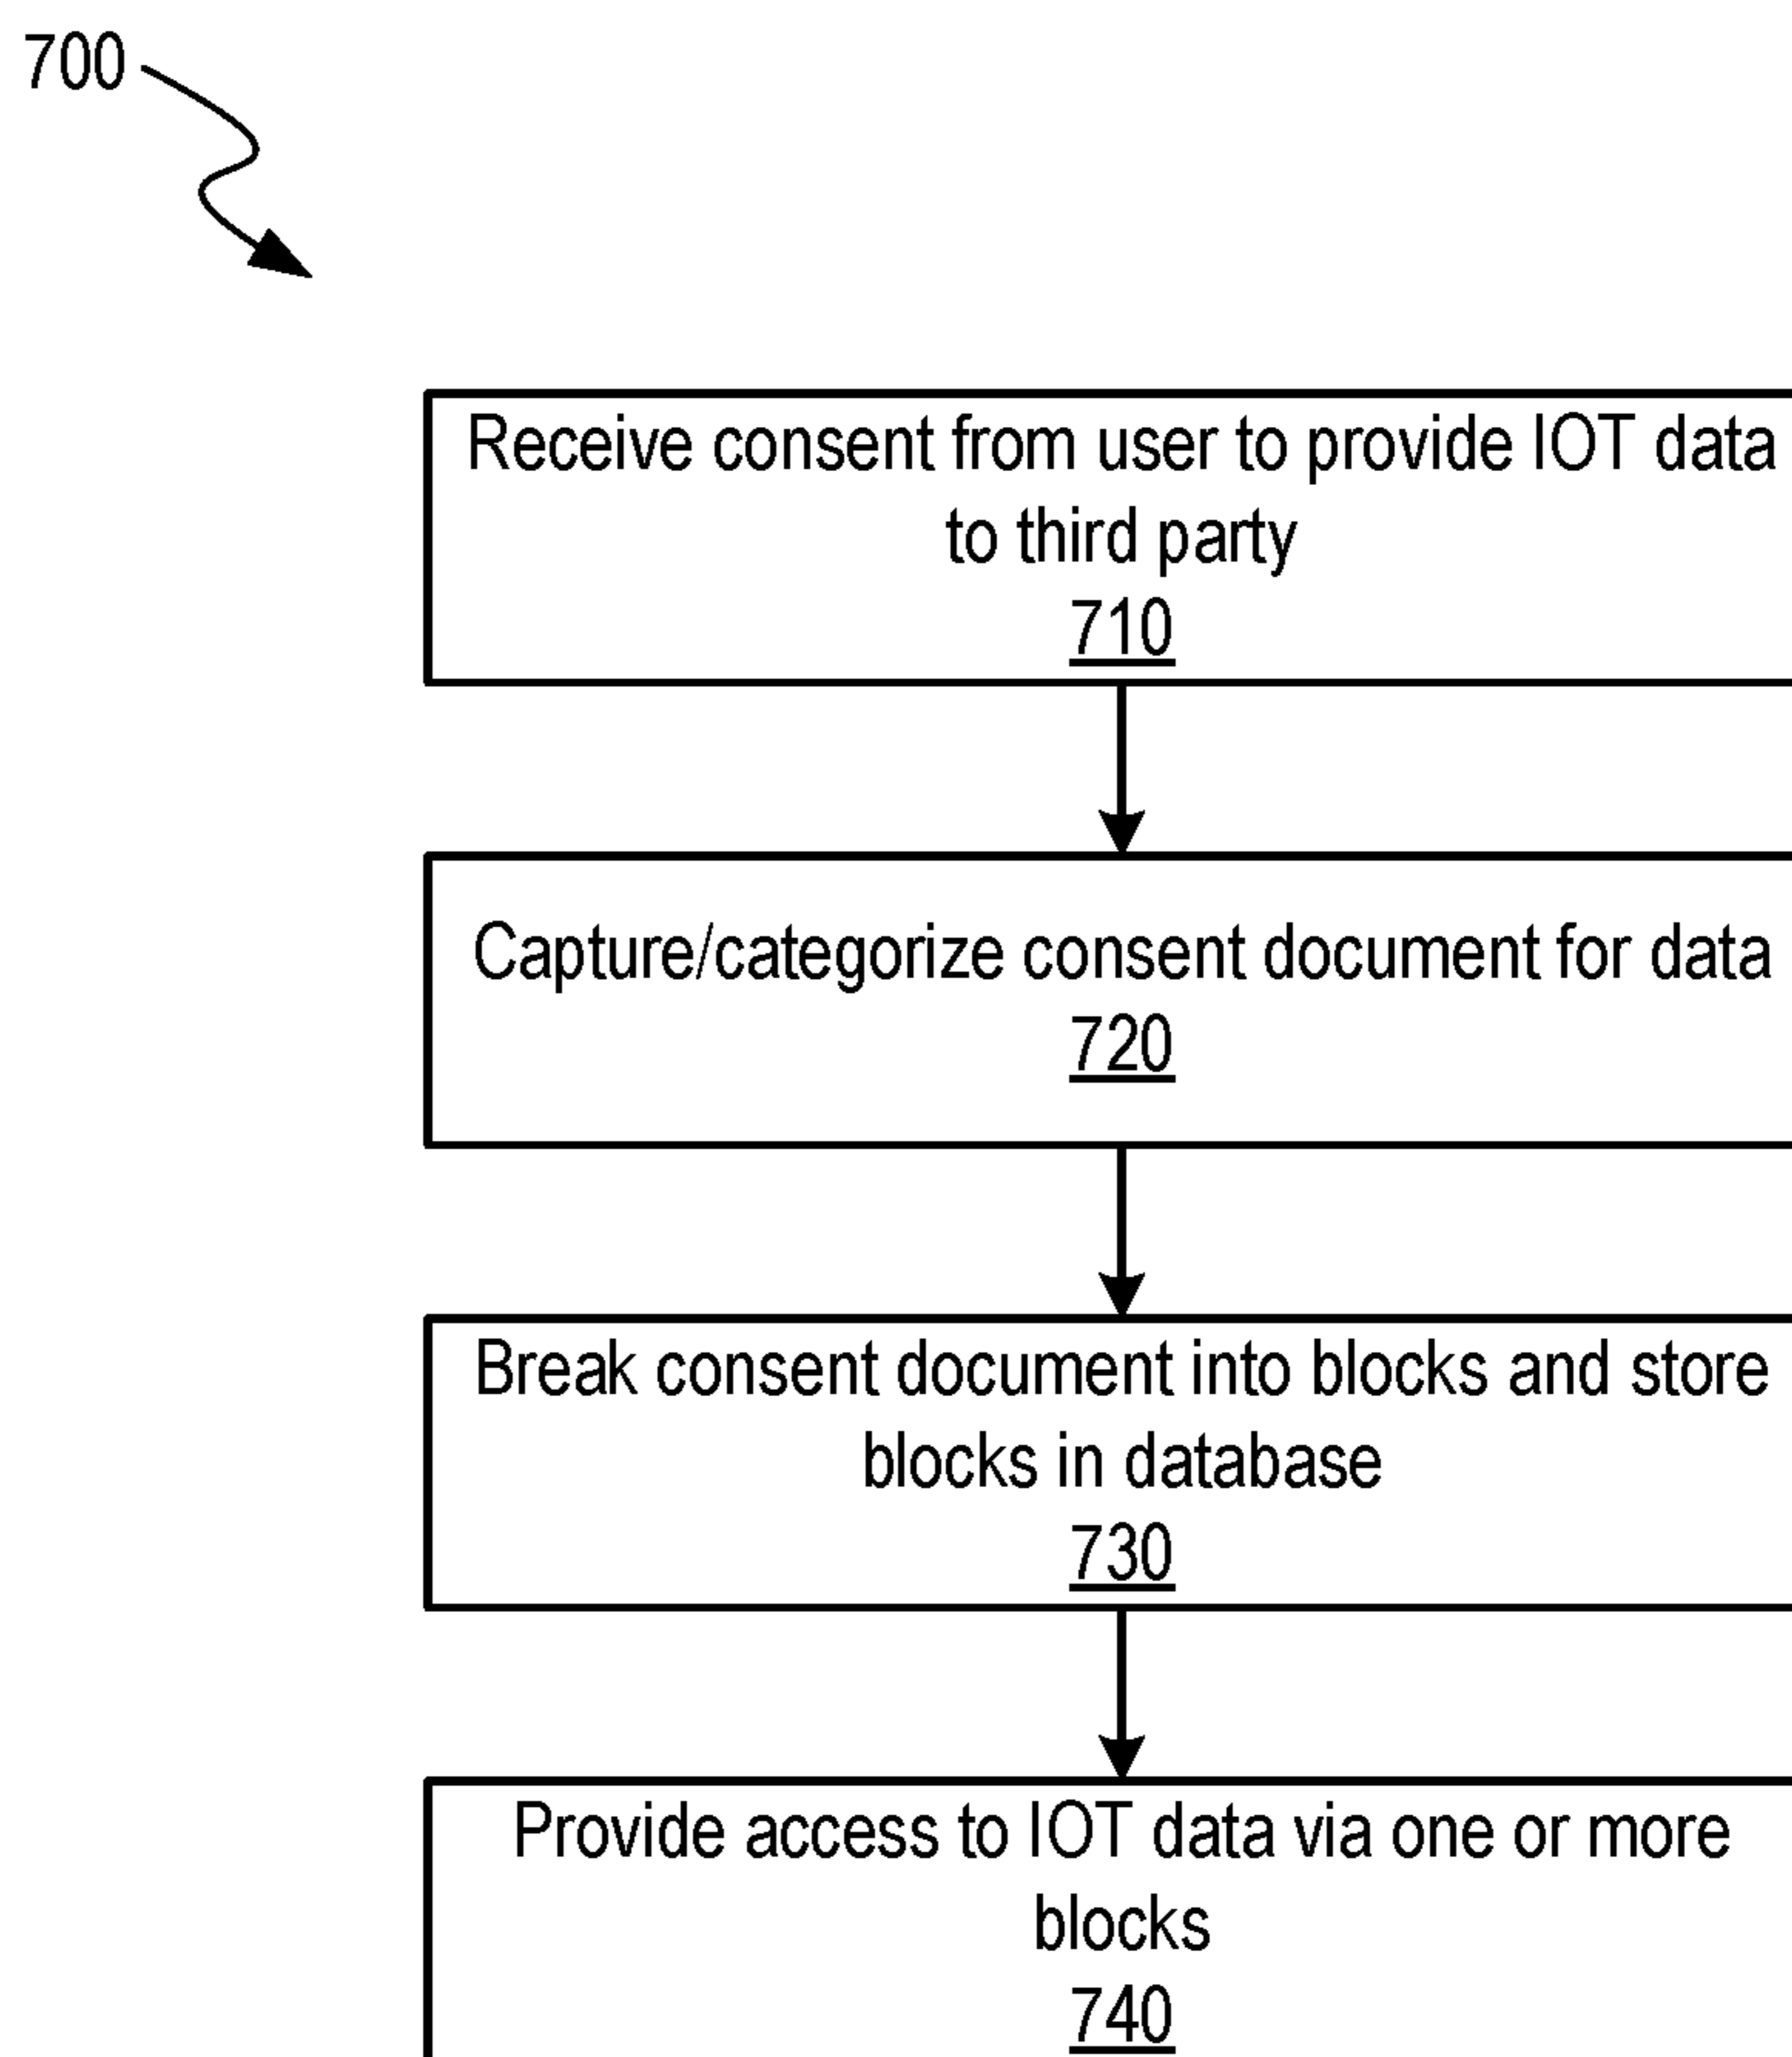 700
Receive consent from user to provide IOT data
to third party
710
Capture/categorize consent document for data
720
Break consent document into blocks and store
blocks in database
730
Provide access to IOT data via one or more
blocks
740